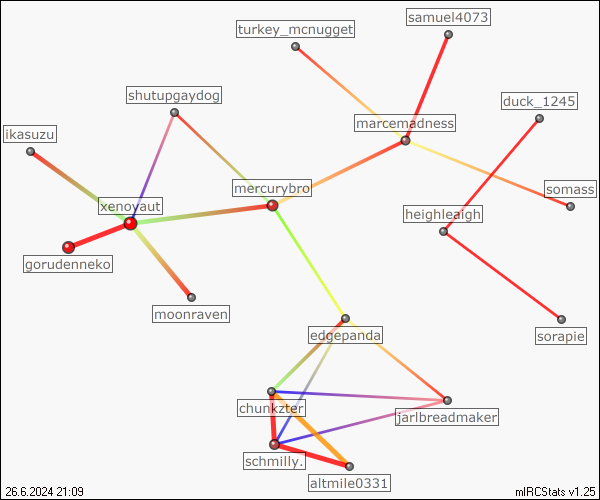 samuel4073
turkey_mcnugget
shutupgaydog
duck_1245
marcemadness
ikasuzu
mercurybro
somass
xenoyaut
heighleaigh
gorudenneko
moonraven
edgepanda
sorapie
chunkzter
jarlbreadmaker
schmilly.
altmile0331
26.6.2024 21:09
mIRCStats v1.25